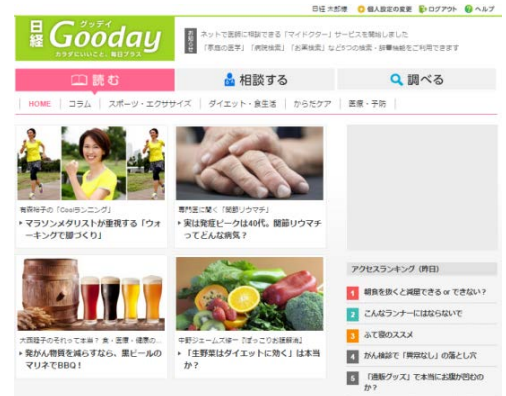 日経 太郎様 個人設定の変更 ログアウト ヘルプ
日経 グッデイ
Gooday
カラダにいいこと、毎日プラス
お知らせ
ネットで医師に相談できる「マイドクター」サービスを開始しました
「家庭の医学」「病院検索」「お薬検索」など5つの検索・辞書機能をご利用できます
読む 相談する 調べる
HOME コラム スポーツ・エクササイズ ダイエット・食生活 からだケア 医療・予防
有森裕子の「Coolランニング」
マラソンメダリストが重視する「ウォ
ーキングで脚づくり」
専門医に聞く「関節リウマチ」
実は発症ピークは40代。関節リウマチ
ってどんな病気？
大西睦子のそれって本当？ 食・医療・健康の...
発がん物質を減らすなら、黒ビールの
マリネでBBQ！
中野ジェームズ修一「ぽっこりお腹解消」
「生野菜はダイエットに効く」は本当
か？
アクセスランキング（昨日）
1 朝食を抜くと減量できる or できない？
2 こんなランナーにはならないで
3 ふて寝のススメ
4 がん検診で「異常なし」の落とし穴
5 「通販グッズ」で本当にお腹が凹むの
か？